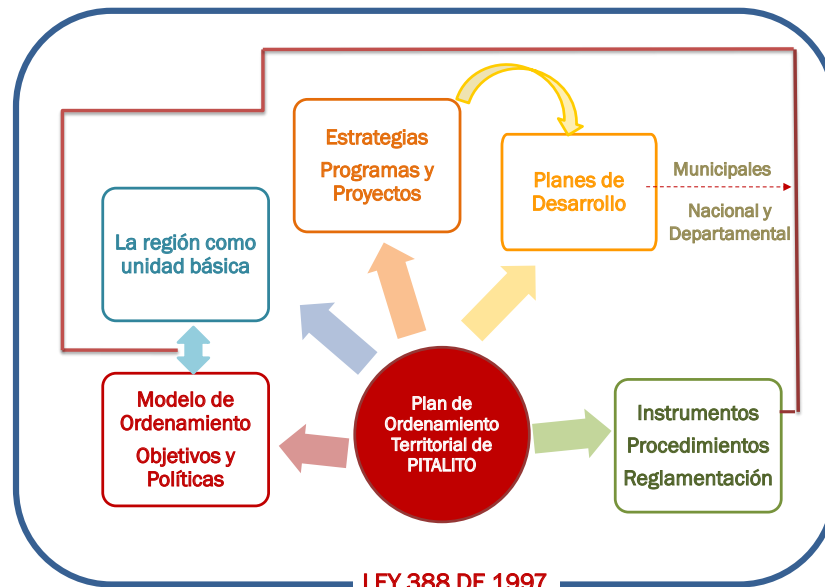 Estrategias
Programas y
Proyectos
Planes de
Desarrollo
Municipales
Nacional y
Departamental
La región como
unidad básica
Modelo de
Ordenamiento
Objetivos y
Políticas
Plan de
Ordenamiento
Territorial de
PITALITO
Instrumentos
Procedimientos
Reglamentación
LEY 388 DE 1997